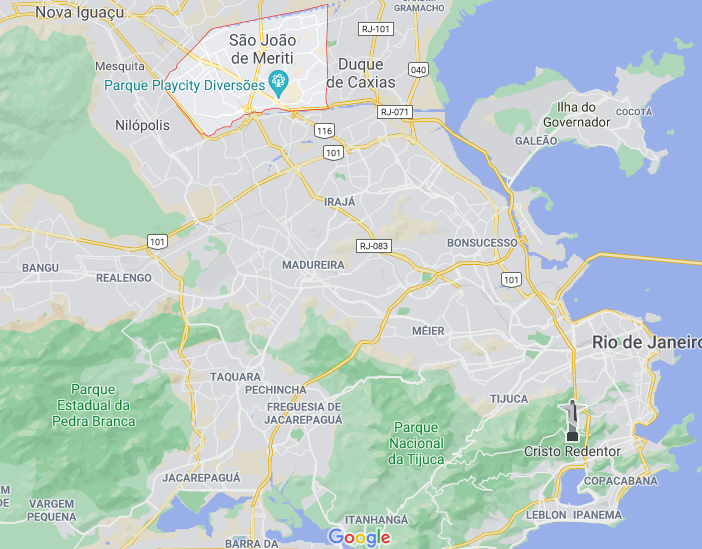 CARDIM
GRAMACHO
Nova Iguaçu
RJ-101
São João
de Meriti
Mesquita
Duque
de Caxias
040
Parque Playcity Diversões
Ilha do
Governador
COCOTÁ
RJ-071
Nilópolis
116
GALEÃO
101
IRAJÁ
101
RJ-083
BONSUCESSO
BANGU
MADUREIRA
REALENGO
101
MÉIER
Rio de Janeiro
TAQUARA
PECHINCHA
Parque
Estadual da
Pedra Branca
TIJUCA
FREGUESIA DE
JACAREPAGUÁ
Parque
Nacional
da Tijuca
Cristo Redentor
JACAREPAGUÁ
COPACABANA
VARGEM
PEQUENA
EM
DE
LEBLON
IPANEMA
ITANHANGÁ
Google
BARRA DA